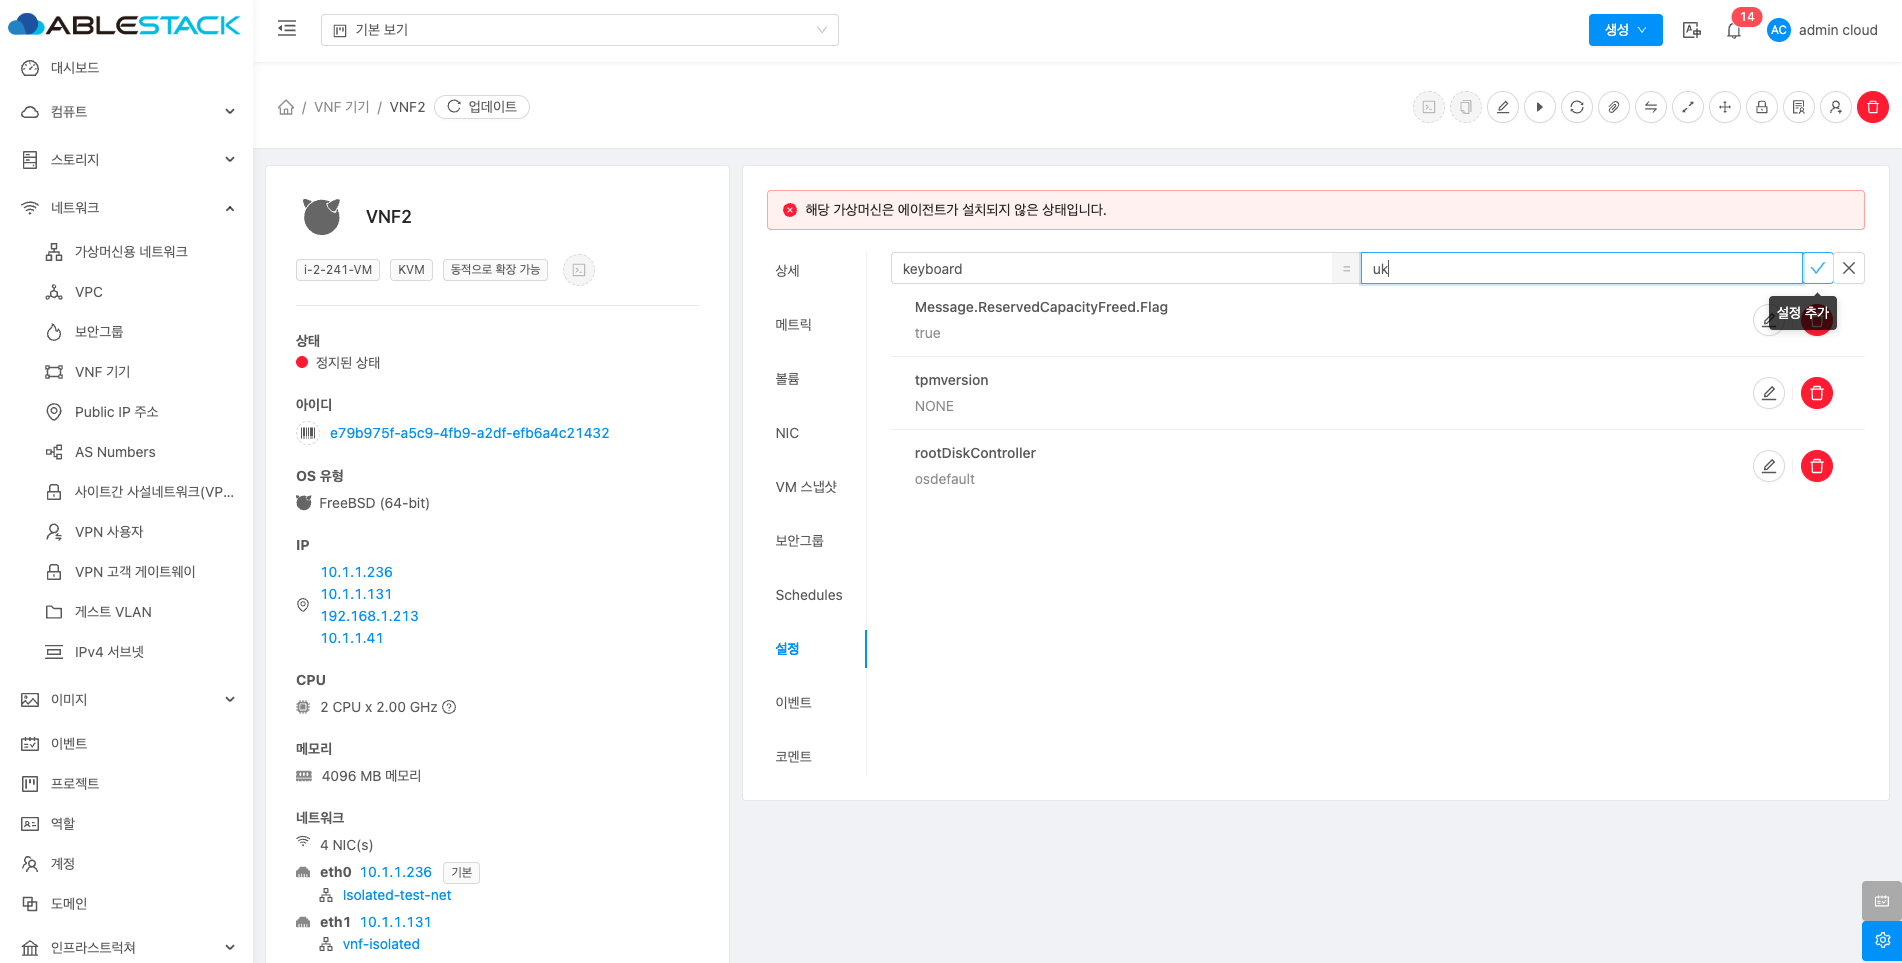 ABLESTACK
기본 보기
생성
14
AC
admin cloud
대시보드
컴퓨트
스토리지
네트워크
가상머신용 네트워크
VPC
보안그룹
VNF 기기
Public IP 주소
AS Numbers
사이트간 사설네트워크(VP...
VPN 사용자
VPN 고객 게이트웨이
게스트 VLAN
IPv4 서브넷
이미지
이벤트
프로젝트
역할
계정
도메인
인프라스트럭쳐
/ VNF 기기 / VNF2
업데이트
VNF2
i-2-241-VM
KVM
동적으로 확장 가능
상태
정지된 상태
아이디
e79b975f-a5c9-4fb9-a2df-efb6a4c21432
OS 유형
FreeBSD (64-bit)
IP
10.1.1.236
10.1.1.131
192.168.1.213
10.1.1.41
CPU
2 CPU x 2.00 GHz
메모리
4096 MB 메모리
네트워크
4 NIC(s)
eth0 10.1.1.236 기본
Isolated-test-net
eth1 10.1.1.131
vnf-isolated
해당 가상머신은 에이전트가 설치되지 않은 상태입니다.
상세
메트릭
볼륨
NIC
VM 스냅샷
보안그룹
Schedules
설정
이벤트
코멘트
keyboard = uk
설정 추가
Message.ReservedCapacityFreed.Flag
true
tpmversion
NONE
rootDiskController
osdefault